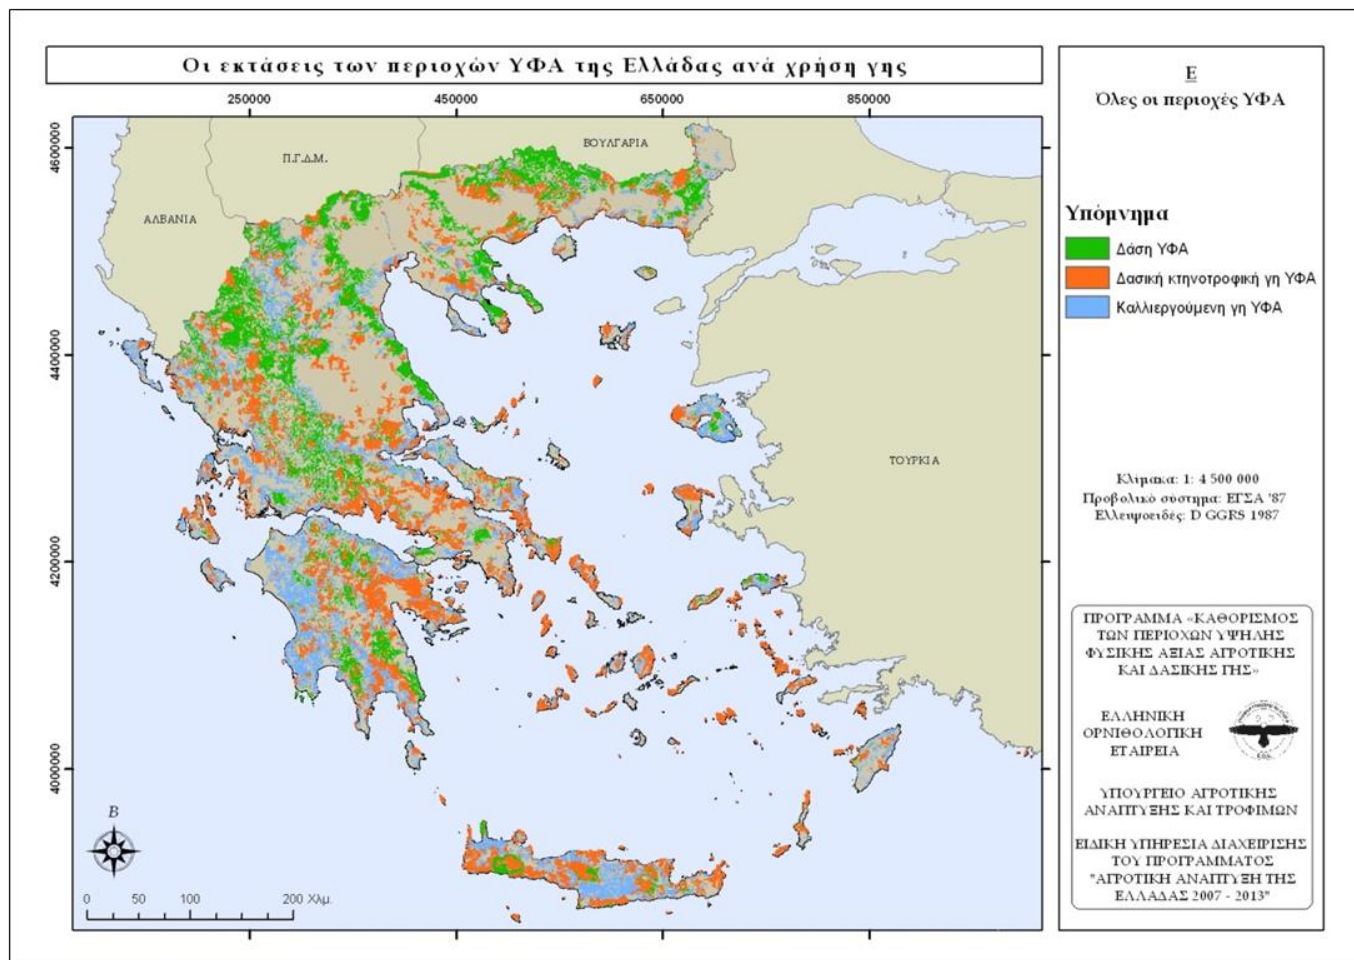 Οι εκτάσεις των περιοχών ΥΦΑ της Ελλάδας ανά χρήση γης
250000
450000
650000
850000
4600000
4400000
4200000
4000000
ΒΟΥΛΓΑΡΙΑ
Π.Γ.Δ.Μ.
ΑΛΒΑΝΙΑ
ΤΟΥΡΚΙΑ
Β
0
50
100
200 Χλμ.
Ε
Όλες οι περιοχές ΥΦΑ
Υπόμνημα
Δάση ΥΦΑ
Δασική κτηνοτροφική γη ΥΦΑ
Καλλιεργούμενη γη ΥΦΑ
Κλίμακα: 1: 4 500 000
Προβολικό σύστημα: ΕΓΣΑ '87
Ελλειψοειδές: D GGRS 1987
ΠΡΟΓΡΑΜΜΑ «ΚΑΘΟΡΙΣΜΟΣ
ΤΩΝ ΠΕΡΙΟΧΩΝ ΥΨΗΛΗΣ
ΦΥΣΙΚΗΣ ΑΞΙΑΣ ΑΓΡΟΤΙΚΗΣ
ΚΑΙ ΔΑΣΙΚΗΣ ΓΗΣ»
ΕΛΛΗΝΙΚΗ
ΟΡΝΙΘΟΛΟΓΙΚΗ
ΕΤΑΙΡΕΙΑ
ΥΠΟΥΡΓΕΙΟ ΑΓΡΟΤΙΚΗΣ
ΑΝΑΠΤΥΞΗΣ ΚΑΙ ΤΡΟΦΙΜΩΝ
ΕΙΔΙΚΗ ΥΠΗΡΕΣΙΑ ΔΙΑΧΕΙΡΙΣΗΣ
ΤΟΥ ΠΡΟΓΡΑΜΜΑΤΟΣ
"ΑΓΡΟΤΙΚΗ ΑΝΑΠΤΥΞΗ ΤΗΣ
ΕΛΛΑΔΑΣ 2007 - 2013"